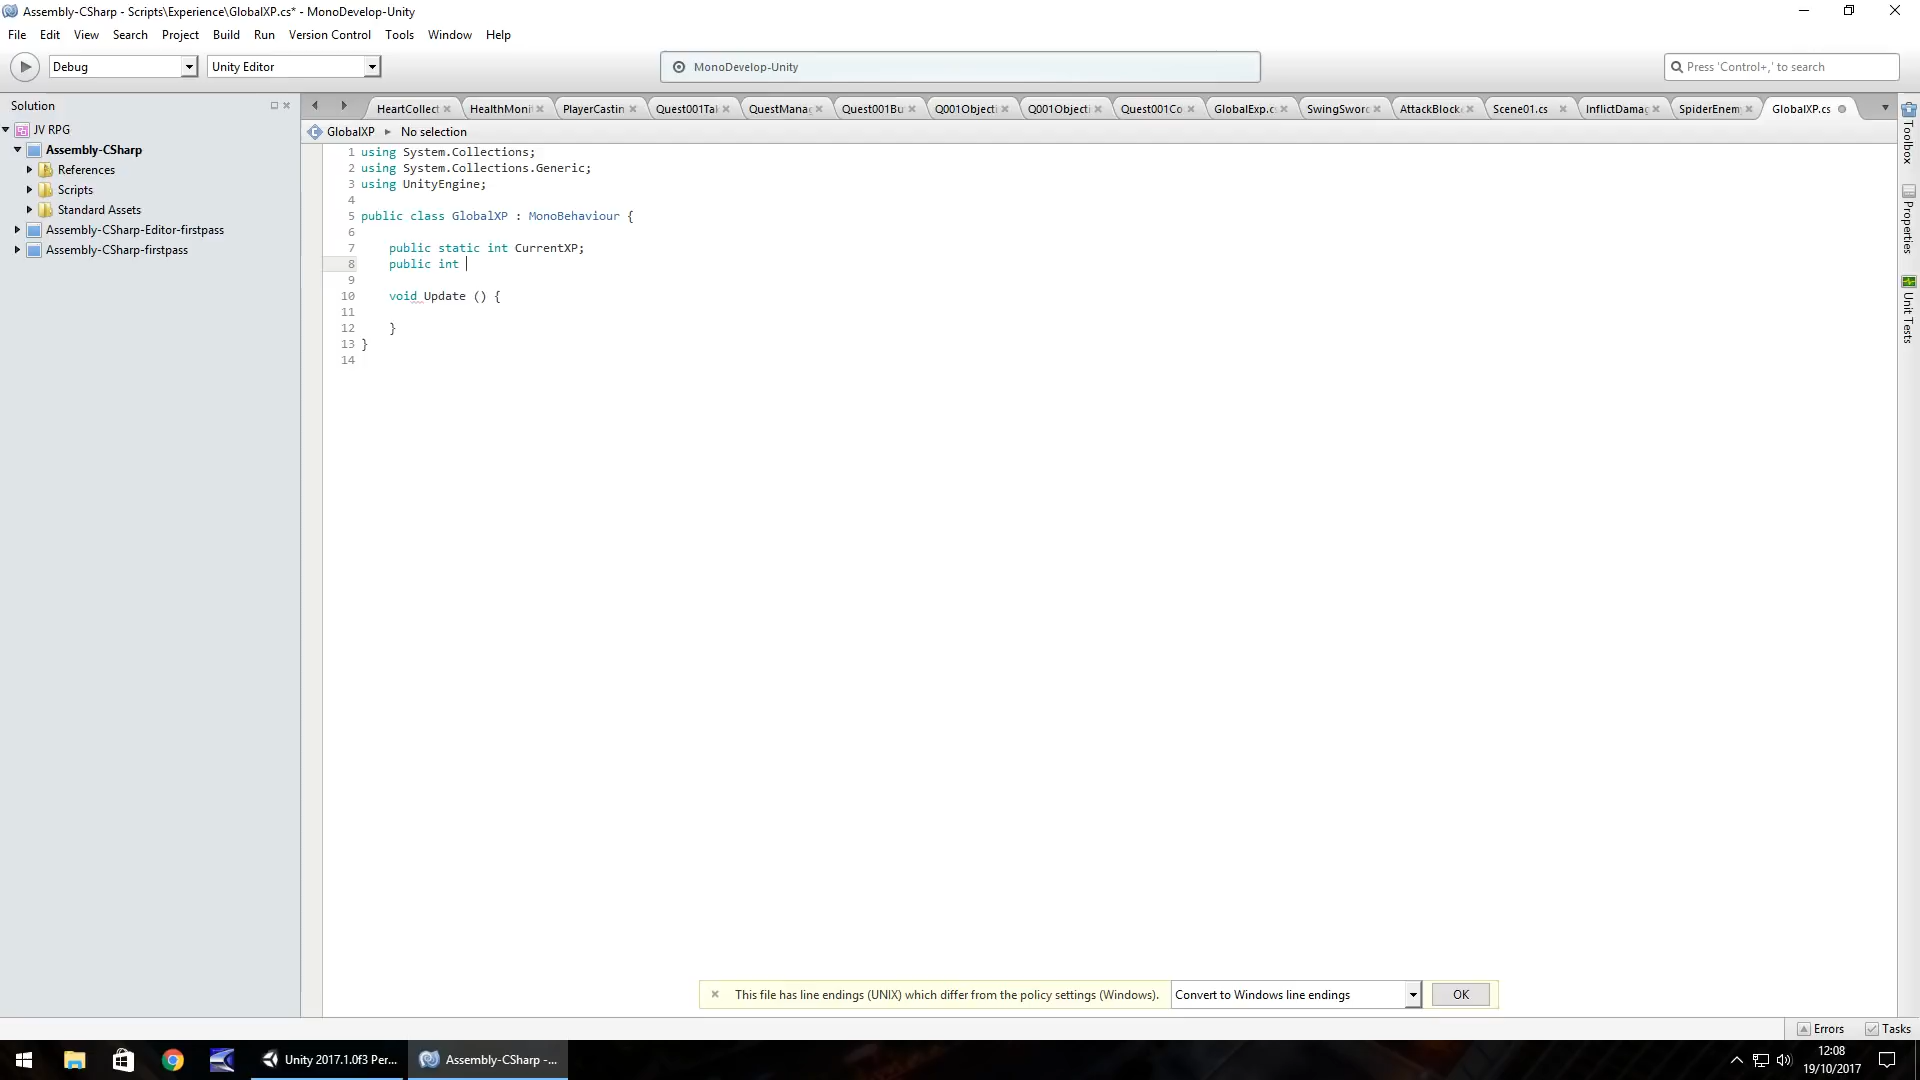 Assembly-CSharp - Scripts\Experience\GlobalXP.cs* - MonoDevelop-Unity
File Edit View Search Project Build Run Version Control Tools Window Help
Debug Unity Editor MonoDevelop-Unity Press 'Control+,' to search
Solution
HeartCollect HealthMoni PlayerCastin Quest001Ta QuestMana Quest001Bu Q001Objecti Q001Objecti Quest001Co GlobalExp.c SwingSword AttackBlock Scene01.cs InflictDama SpiderEnem GlobalXP.cs
GlobalXP No selection
JV RPG
Assembly-CSharp
References
Scripts
Standard Assets
Assembly-CSharp-Editor-firstpass
Assembly-CSharp-firstpass
1 using System.Collections;
2 using System.Collections.Generic;
3 using UnityEngine;
4
5 public class GlobalXP : MonoBehaviour {
6
7 public static int CurrentXP;
8 public int
9
10 void Update () {
11
12 }
13 }
14
Toolbox
Properties
Unit Tests
This file has line endings (UNIX) which differ from the policy settings (Windows). Convert to Windows line endings OK
Errors Tasks
Unity 2017.1.0f3 Per... Assembly-CSharp -...
12:08
19/10/2017